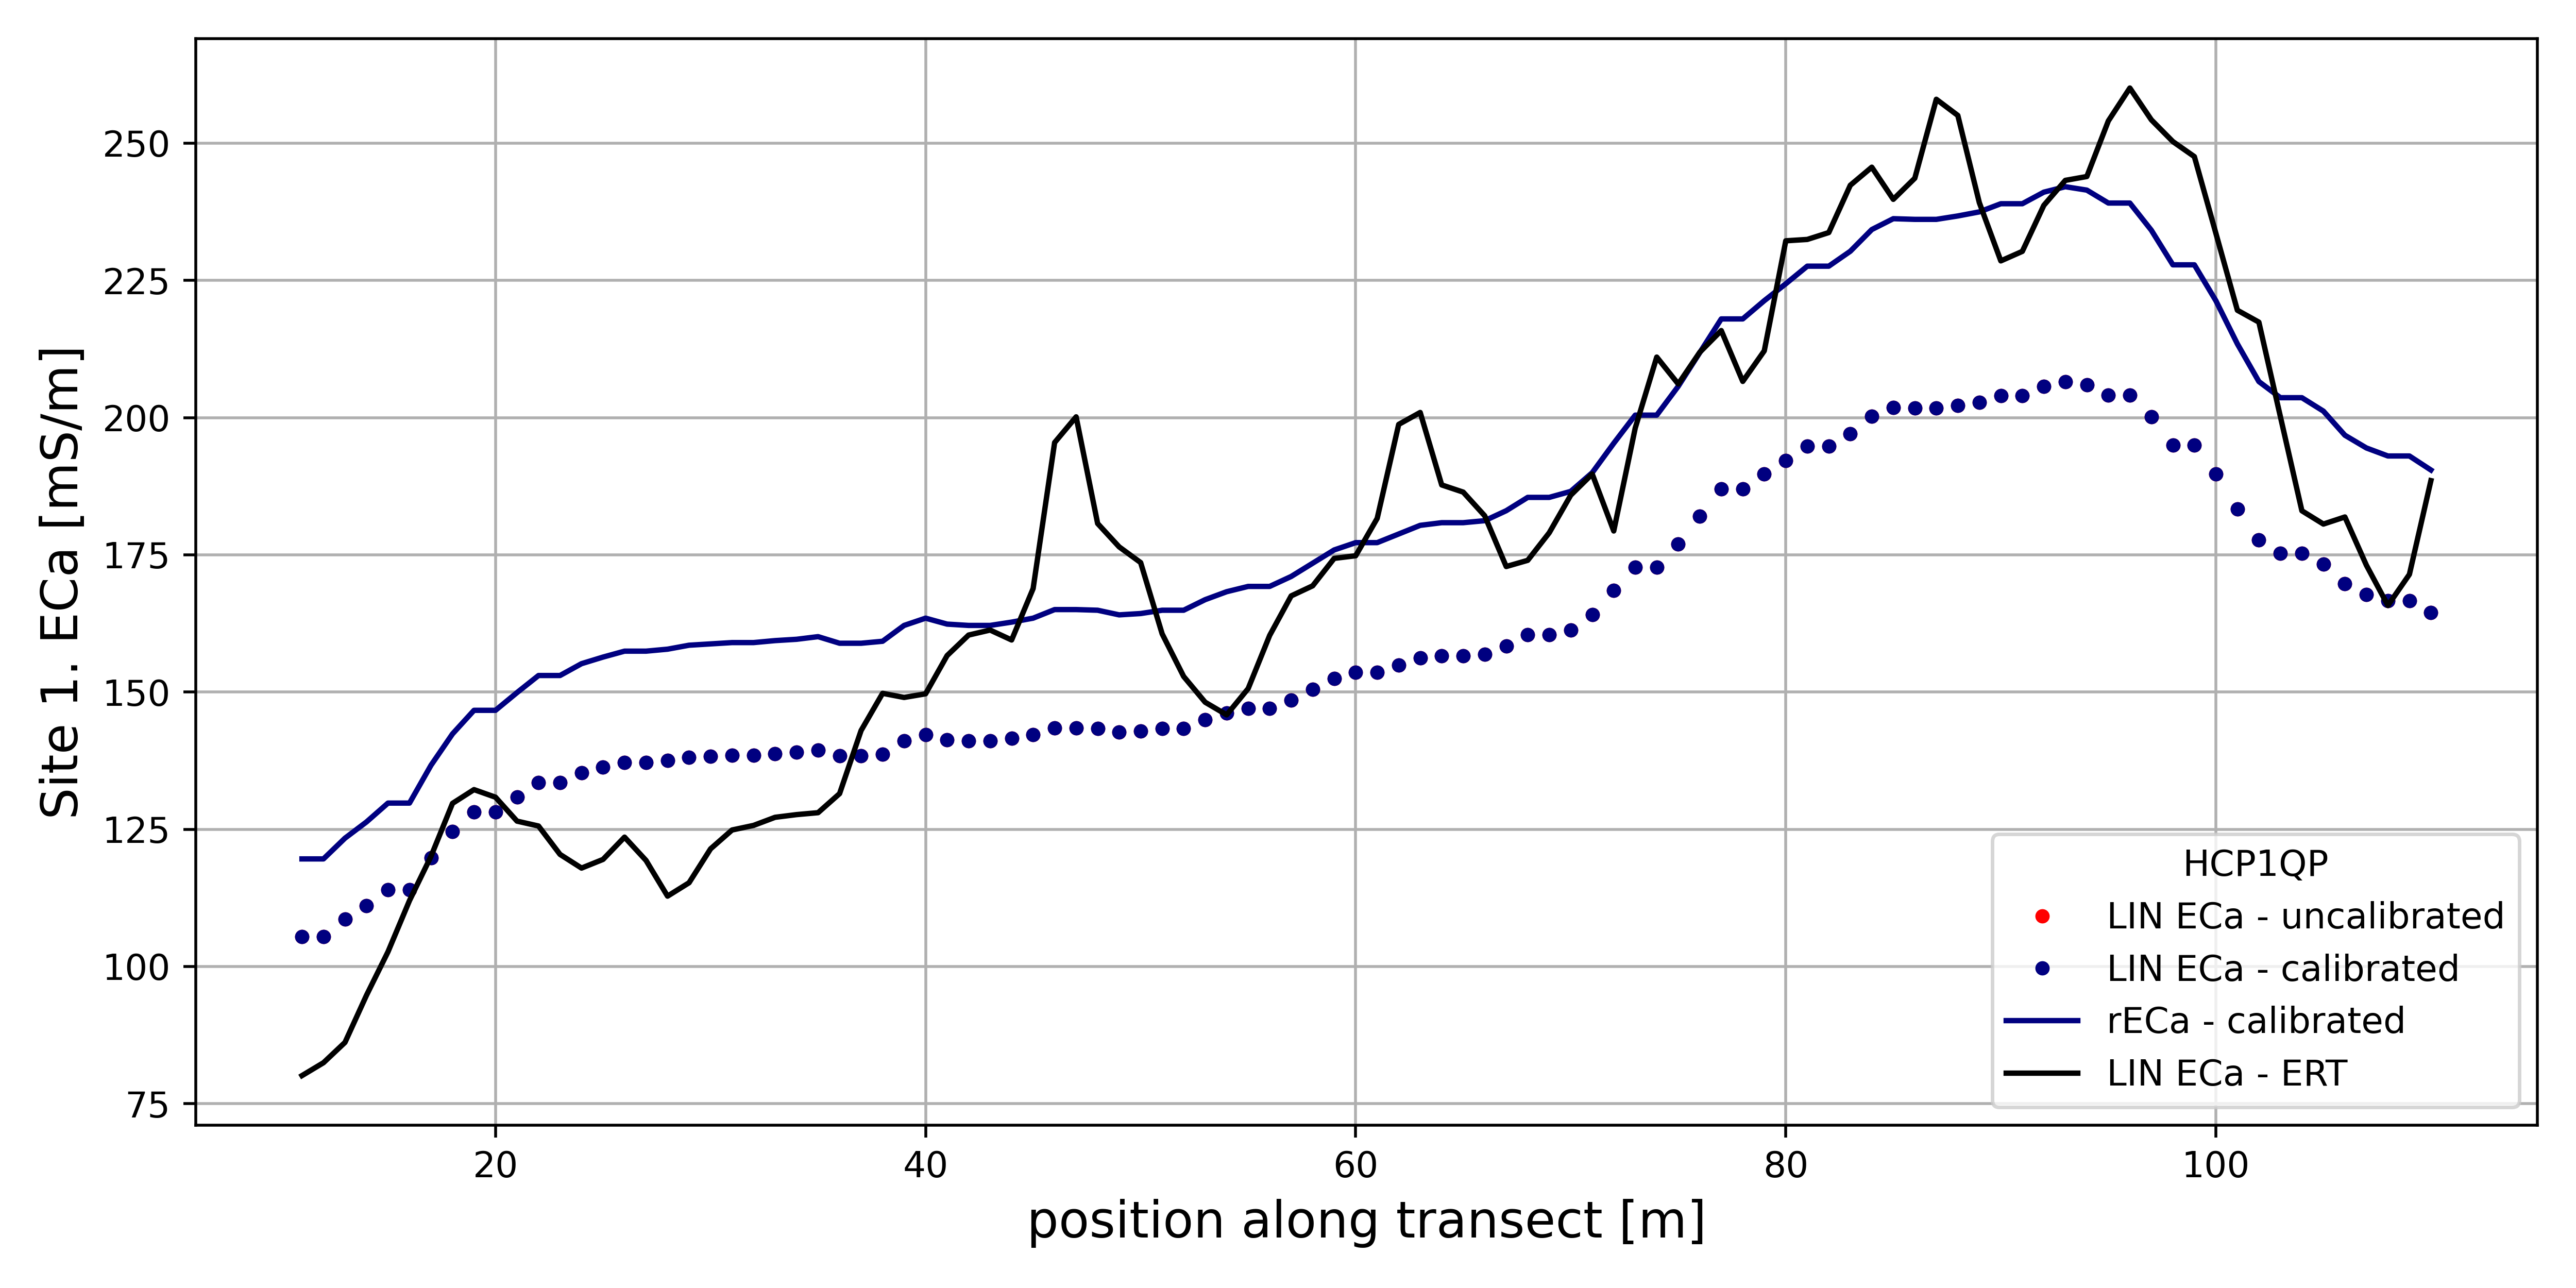 Site 1. ECa [mS/m]
250
225
200
175
150
125
100
75
20 40 60 80 100
position along transect [m]
HCP1QP
LIN ECa - uncalibrated
LIN ECa - calibrated
rECa - calibrated
LIN ECa - ERT